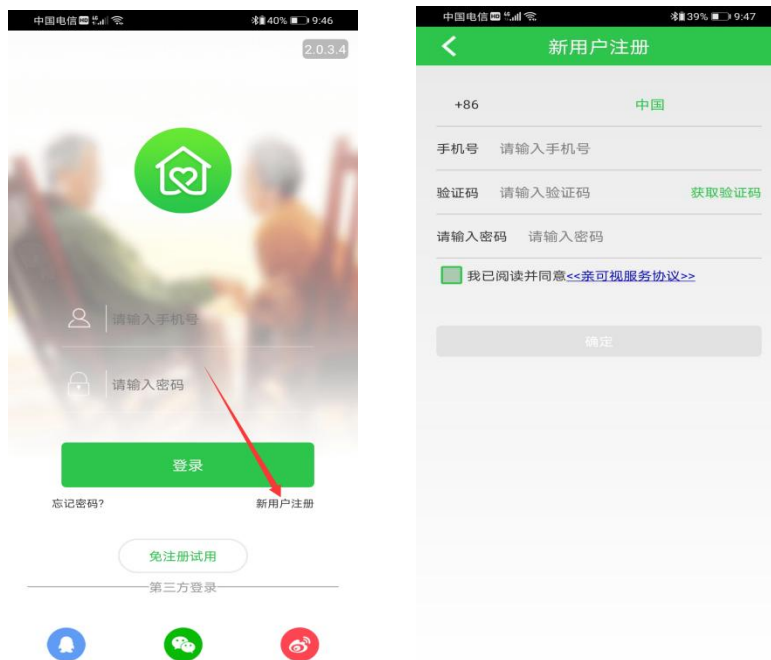 中国电信 HD 46 40% 9:46
2.0.3.4
请输入手机号
请输入密码
登录
忘记密码? 新用户注册
免注册试用
第三方登录
中国电信 HD 46 39% 9:47
新用户注册
+86 中国
手机号 请输入手机号
验证码 请输入验证码 获取验证码
请输入密码 请输入密码
我已阅读并同意<<亲可视服务协议>>
确定